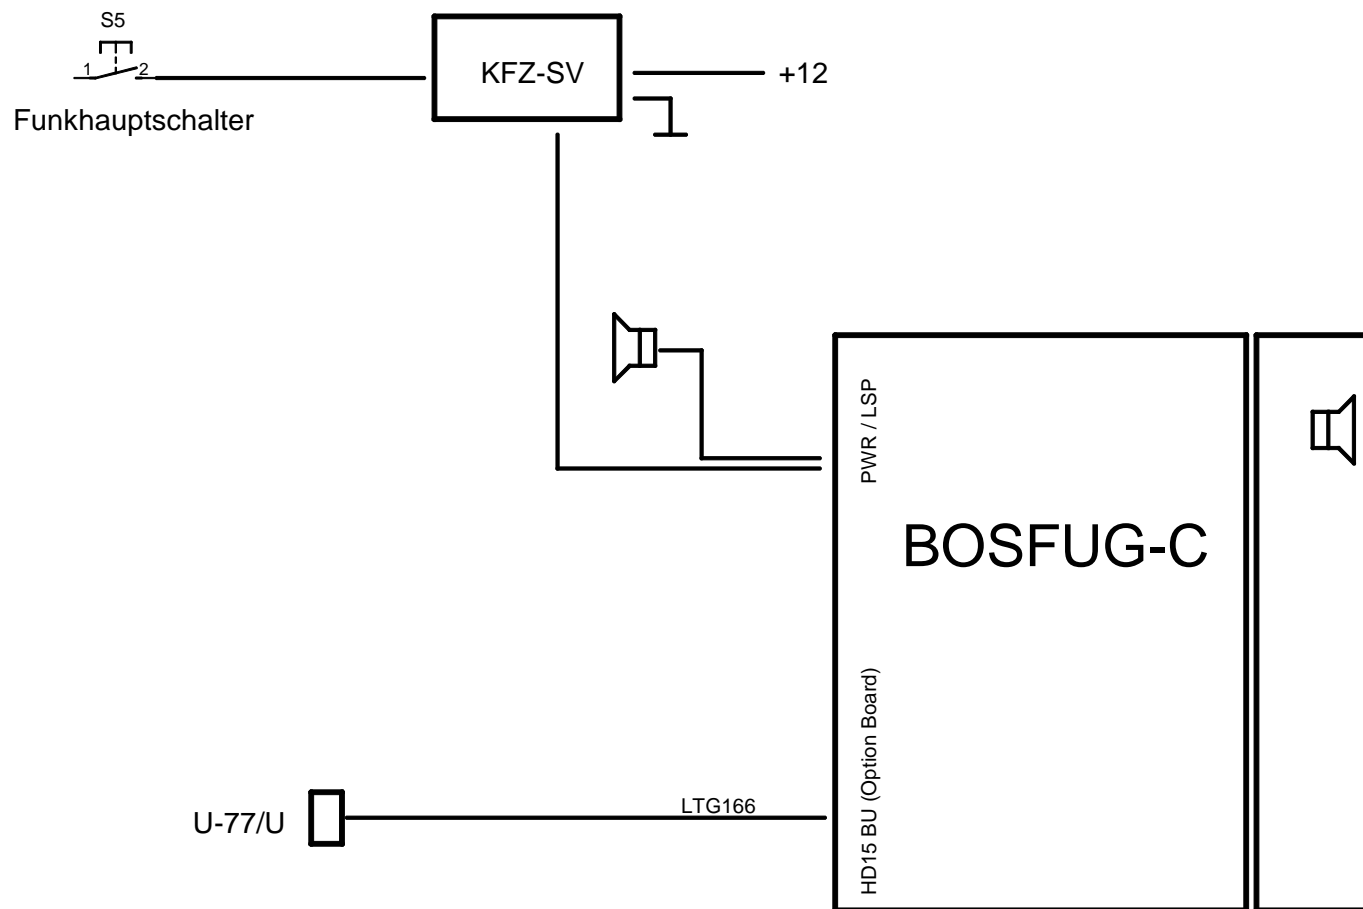 S5
1 2
KFZ-SV
+12
Funkhauptschalter
PWR / LSP
BOSFUG-C
HD15 BU (Option Board)
LTG166
U-77/U